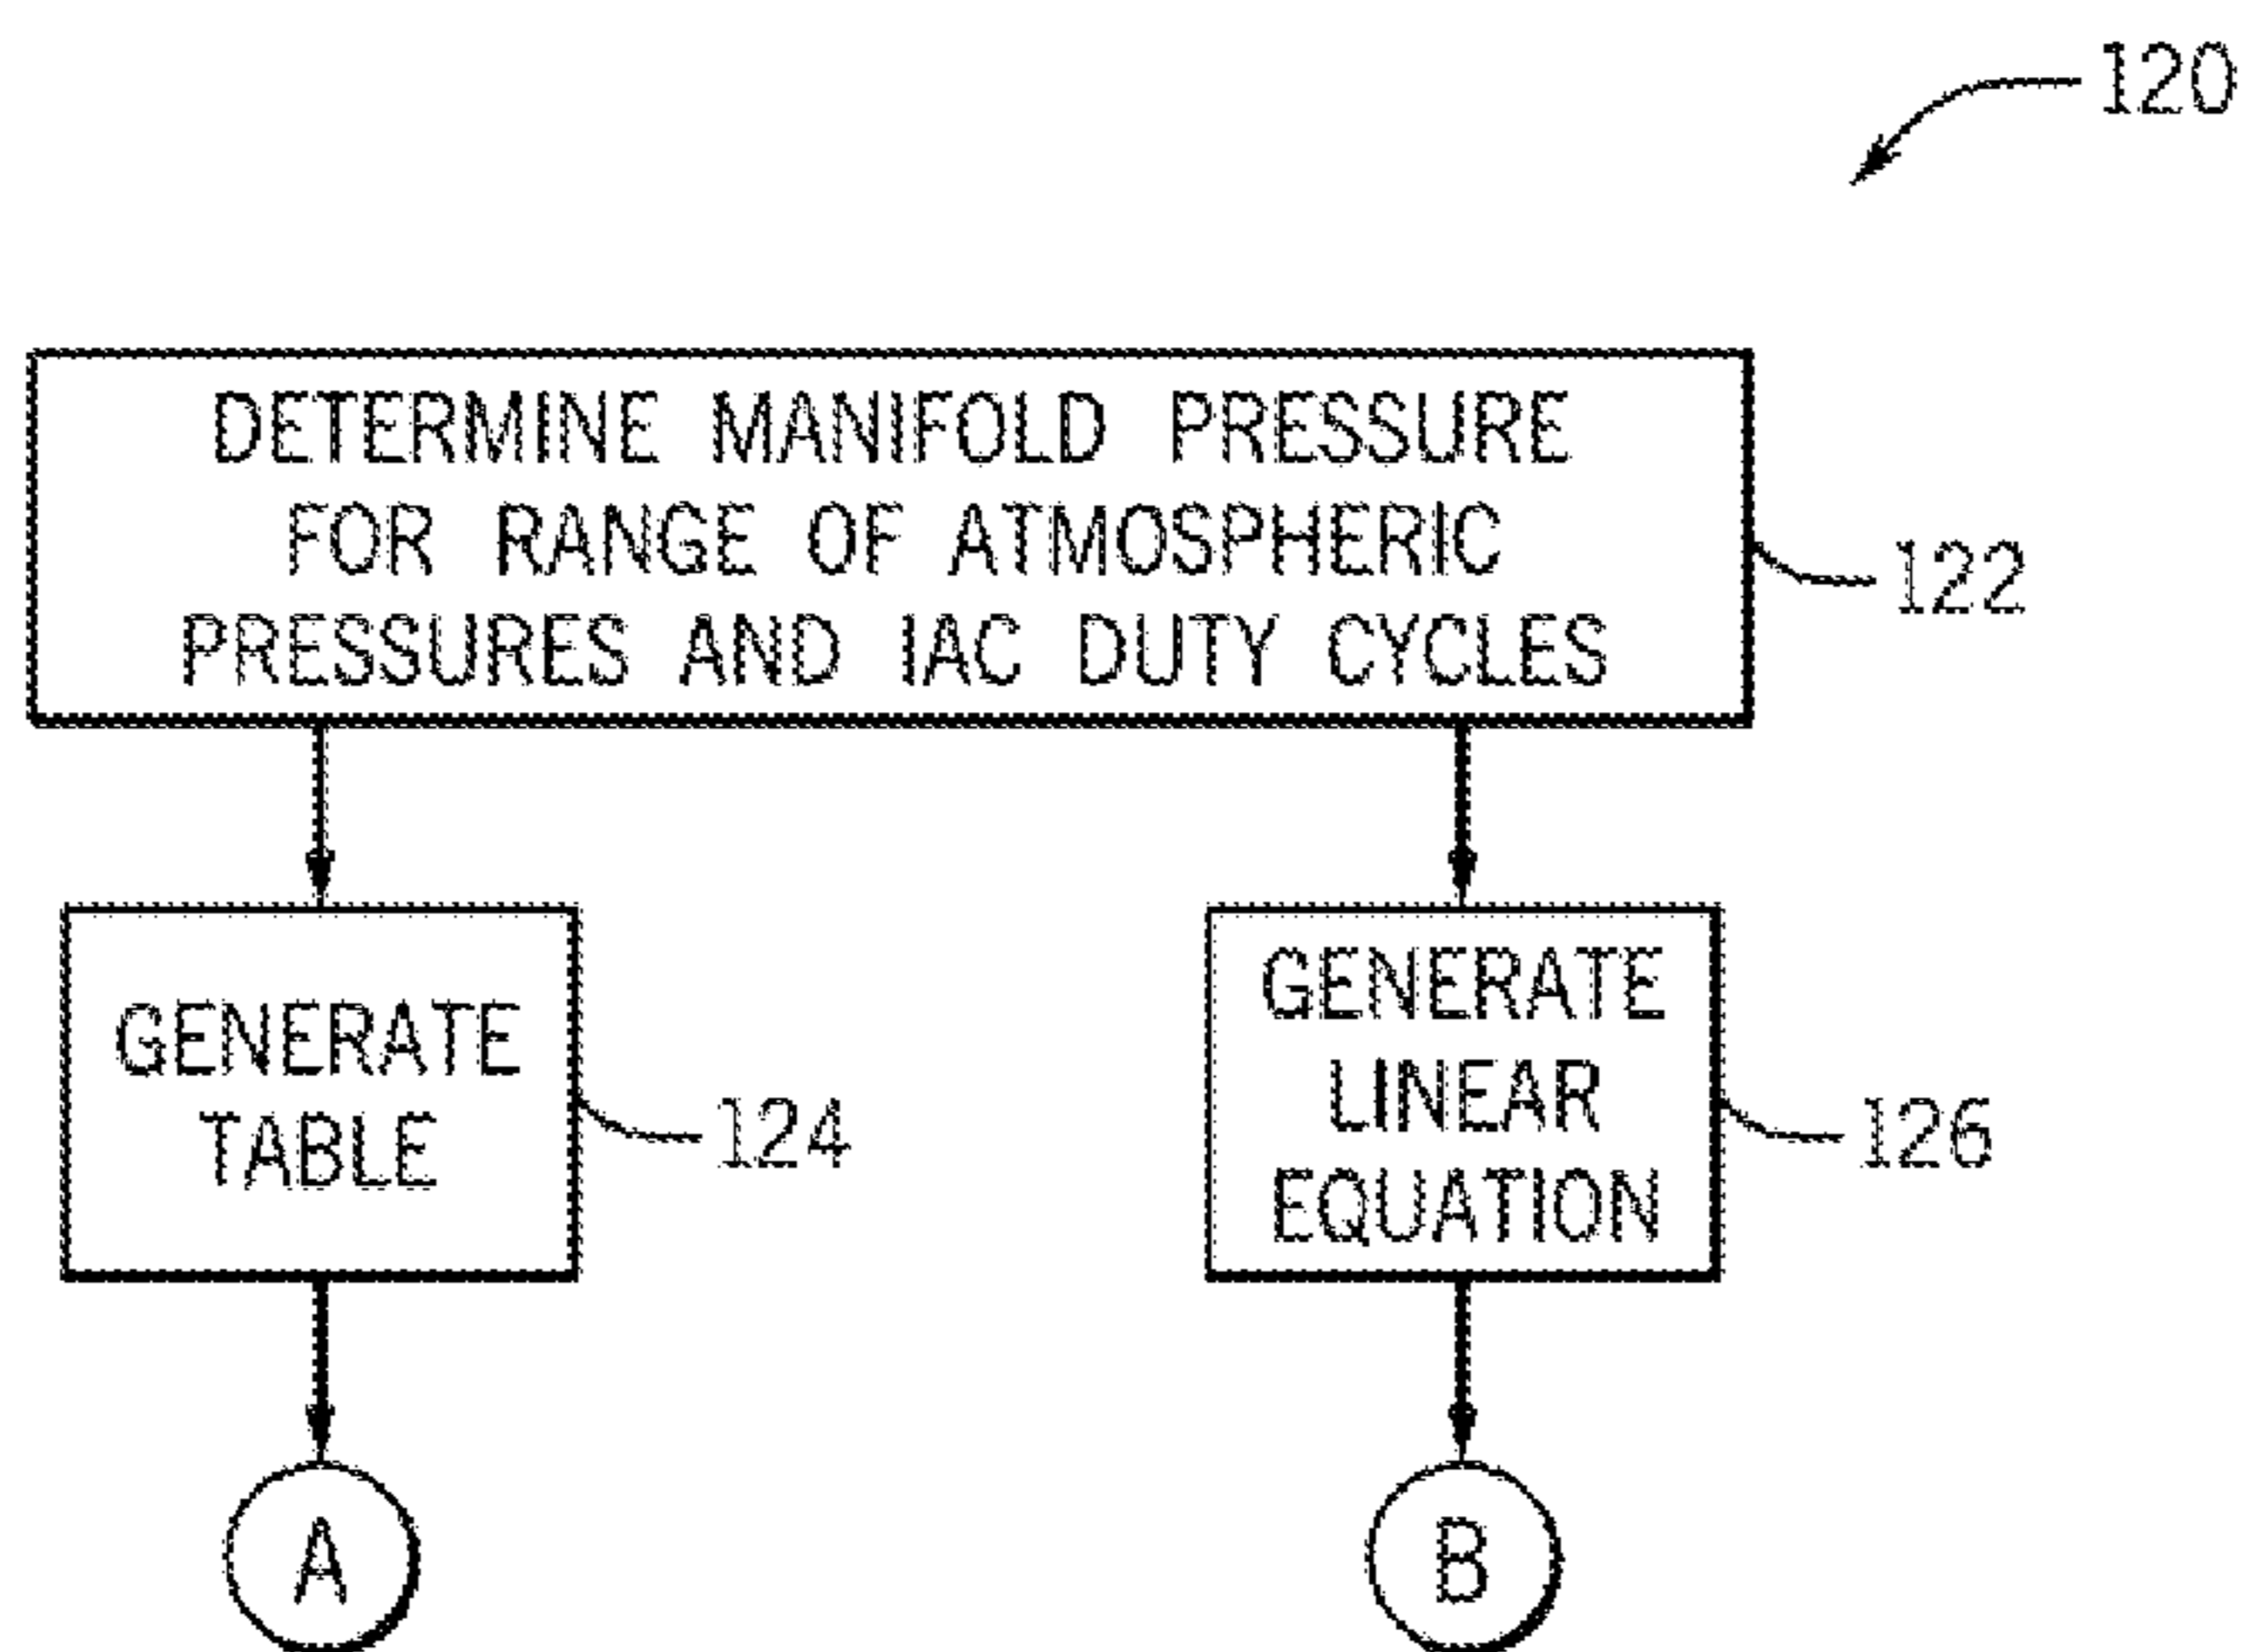 120
DETERMINE MANIFOLD PRESSURE
FOR RANGE OF ATMOSPHERIC
PRESSURES AND IAC DUTY CYCLES
122
GENERATE
TABLE
124
GENERATE
LINEAR
EQUATION
126
A
B